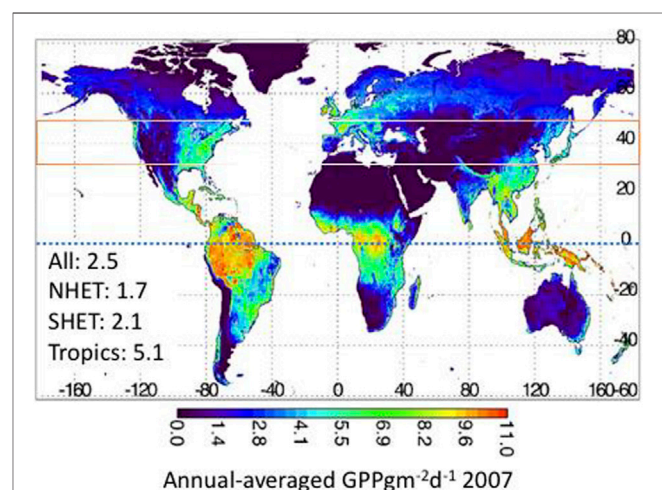 80
60
40
20
0
-20
-40
All: 2.5
NHET: 1.7
SHET: 2.1
Tropics: 5.1
-160 -120 -80 -40 0 40 80 120 160 -60
0.0 1.4 2.8 4.1 5.5 6.9 8.2 9.6 11.0
Annual-averaged GPPgm⁻²d⁻¹ 2007